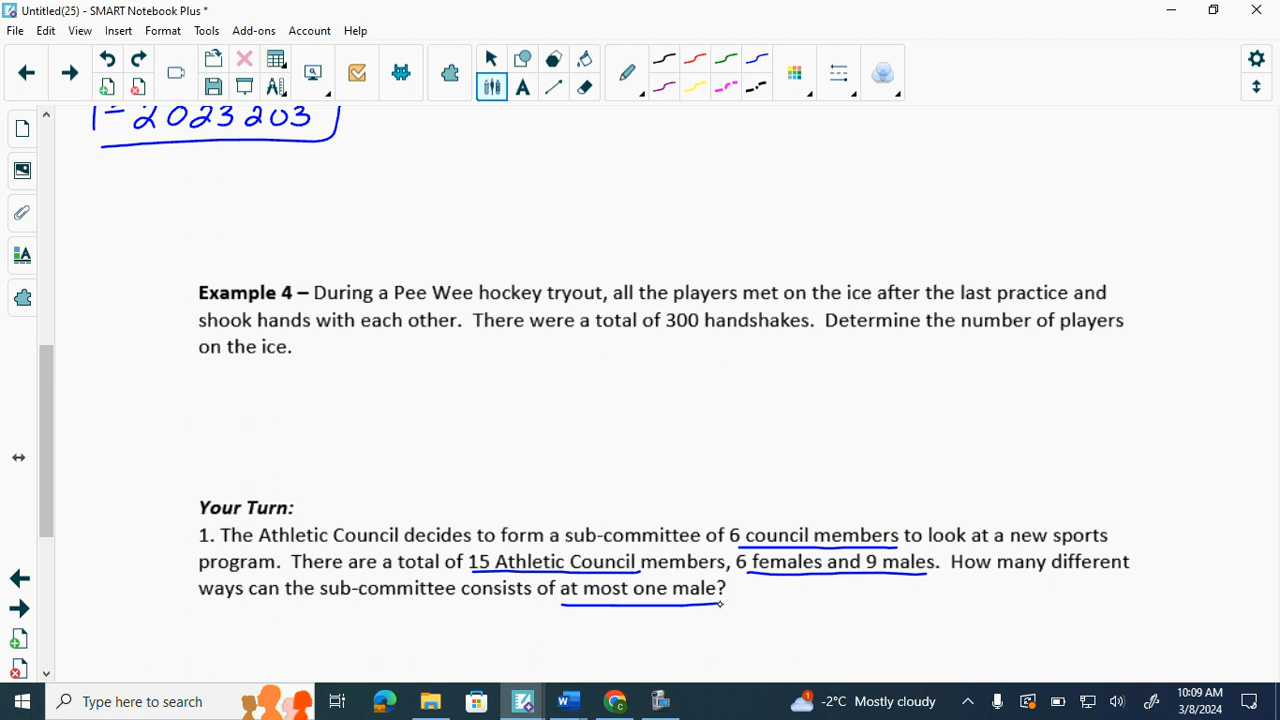 Untitled(25) - SMART Notebook Plus *
File Edit View Insert Format Tools Add-ons Account Help
1- 2023203
Example 4 – During a Pee Wee hockey tryout, all the players met on the ice after the last practice and
shook hands with each other. There were a total of 300 handshakes. Determine the number of players
on the ice.
Your Turn:
1. The Athletic Council decides to form a sub-committee of 6 council members to look at a new sports
program. There are a total of 15 Athletic Council members, 6 females and 9 males. How many different
ways can the sub-committee consists of at most one male?
Type here to search
-2°C Mostly cloudy
10:09 AM
3/8/2024